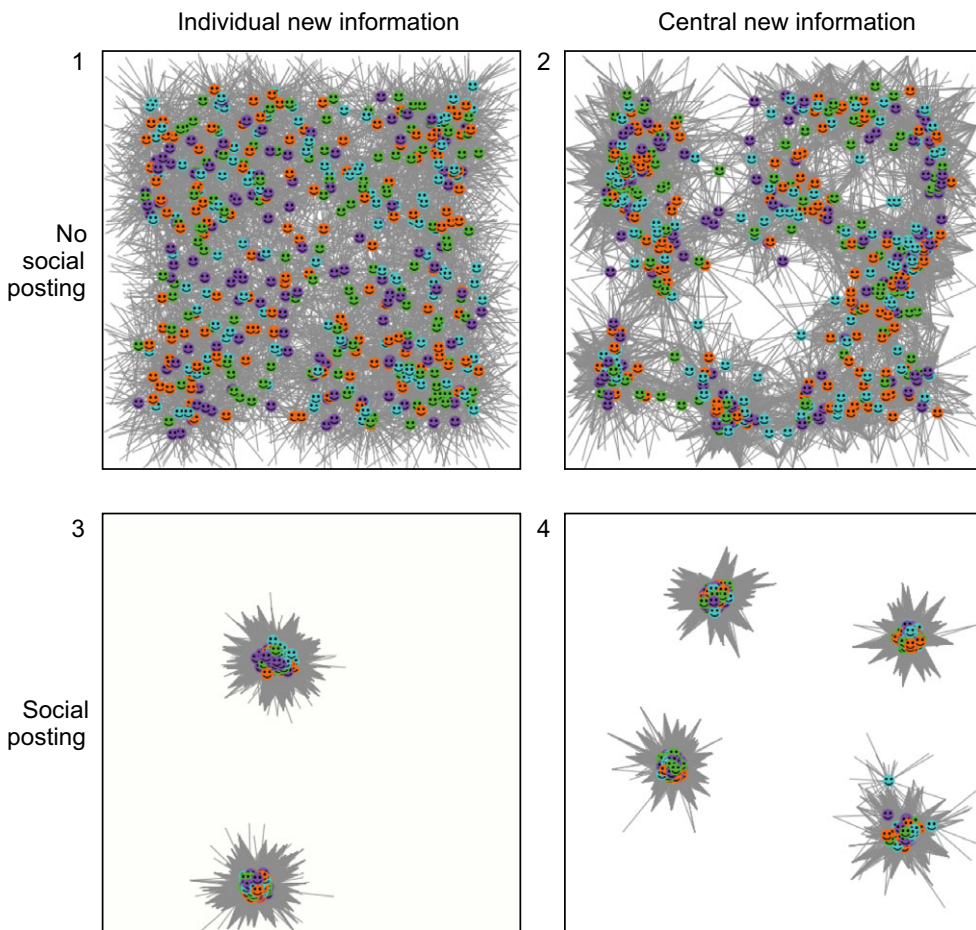 Individual new information
Central new information
1
2
No
social
posting
3
4
Social
posting